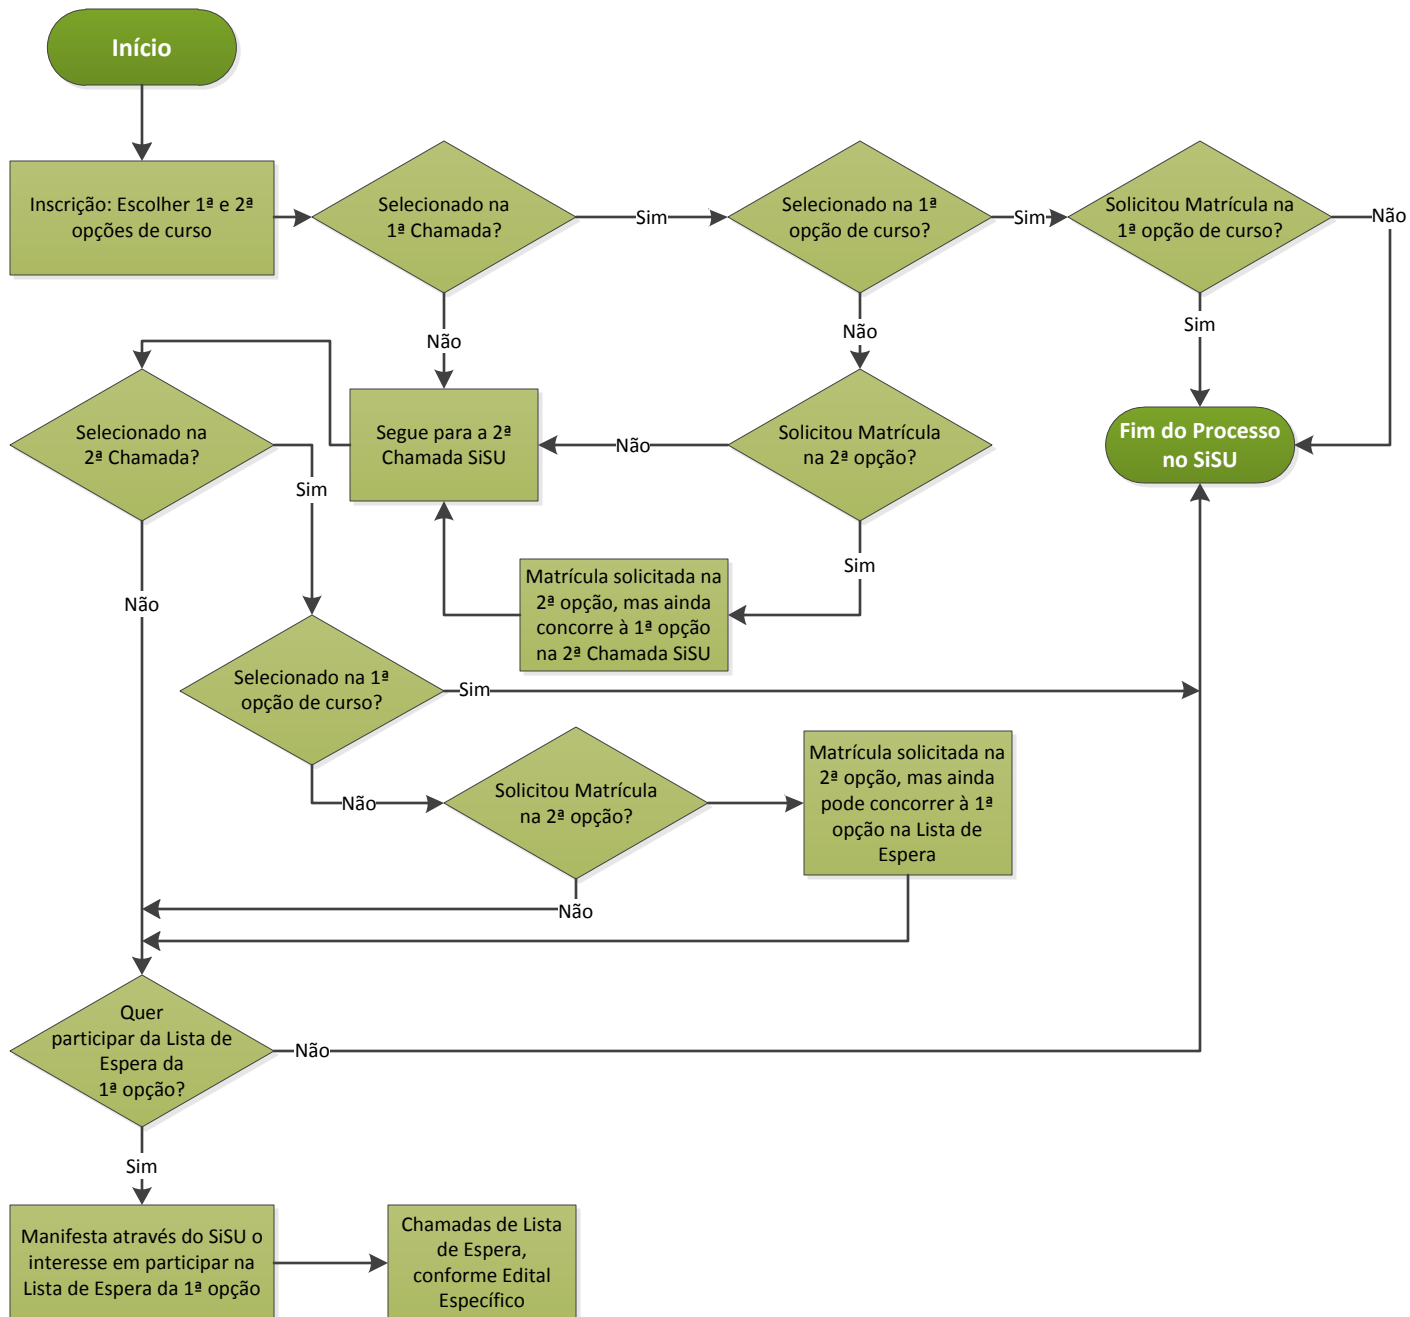 Início
Inscrição: Escolher 1ª e 2ª
opções de curso
Selecionado na
1ª Chamada?
Sim
Selecionado na 1ª
opção de curso?
Sim
Solicitou Matrícula na
1ª opção de curso?
Não
Não
Não
Sim
Selecionado na
2ª Chamada?
Segue para a 2ª
Chamada SiSU
Não
Solicitou Matrícula
na 2ª opção?
Fim do Processo
no SiSU
Sim
Sim
Não
Matrícula solicitada na
2ª opção, mas ainda
concorre à 1ª opção
na 2ª Chamada SiSU
Selecionado na 1ª
opção de curso?
Sim
Não
Solicitou Matrícula
na 2ª opção?
Matrícula solicitada na
2ª opção, mas ainda
pode concorrer à 1ª
opção na Lista de
Espera
Não
Quer
participar da Lista de
Espera da
1ª opção?
Não
Sim
Manifesta através do SiSU o
interesse em participar na
Lista de Espera da 1ª opção
Chamadas de Lista
de Espera,
conforme Edital
Específico